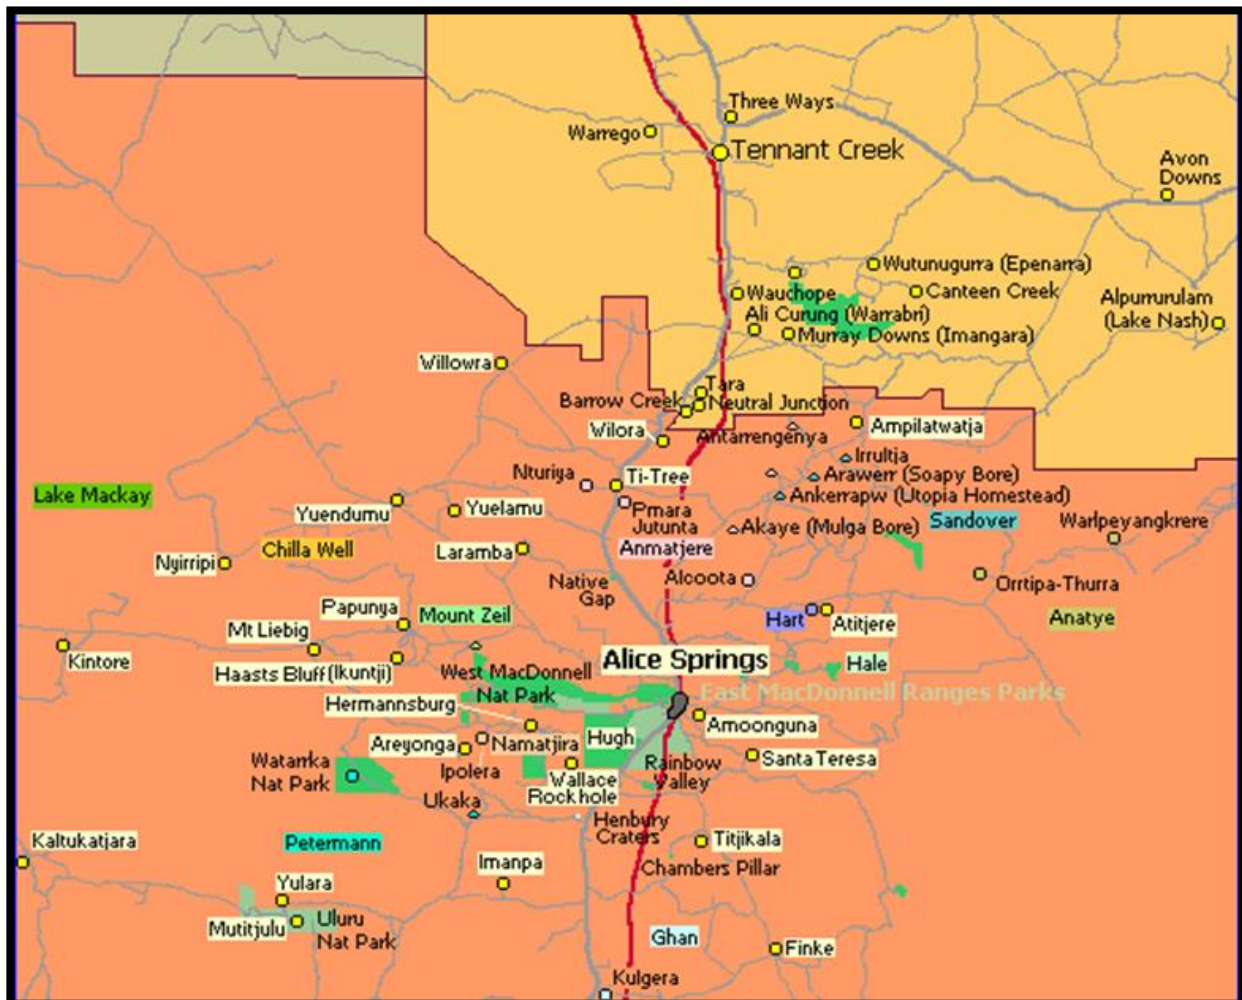 Three Ways
Warrego
Tennant Creek
Avon
Downs
Wutunugurra (Epenarra)
Wauchope
Canteen Creek
Alpurrurulam
(Lake Nash)
Ali Curung (Warrabri)
Murray Downs (Imangara)
Willowra
Tara
Barrow Creek
Neutral Junction
Wilora
Antarrengenya
Ampilatwatja
Irrultja
Nturiya
Ti-Tree
Arawerr (Soapy Bore)
Lake Mackay
Ankerrapw (Utopia Homestead)
Yuendumu
Yuelamu
Pmara
Jutunta
Akaye (Mulga Bore)
Sandover
Warlpeyangkrere
Chilla Well
Laramba
Anmatjere
Nyirripi
Native
Gap
Alcoota
Orrtipa-Thurra
Papunya
Mount Zeil
Hart
Atitjere
Anatye
Mt Liebig
Kintore
Haasts Bluff (Ikuntji)
West MacDonnell
Nat Park
Alice Springs
Hale
East MacDonnell Ranges Parks
Hermannsburg
Amoonguna
Areyonga
Namatjira
Hugh
Watarrka
Nat Park
Ipolera
Wallace
Rockhole
Rainbow
Valley
Santa Teresa
Ukaka
Henbury
Craters
Kaltukatjara
Petermann
Titjikala
Imanpa
Chambers Pillar
Yulara
Mutitjulu
Uluru
Nat Park
Ghan
Finke
Kulgera